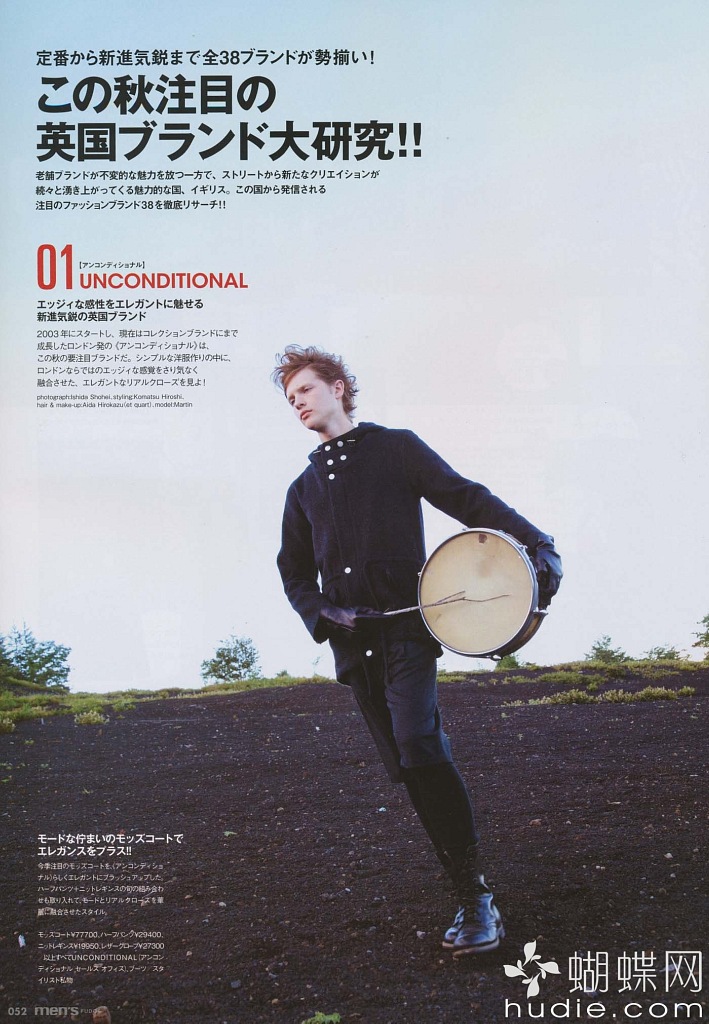 定番から新進気鋭まで全38ブランドが勢揃い!
この秋注目の
英国ブランド大研究!!
老舗ブランドが不変的な魅力を放つ一方で、ストリートから新たなクリエイションが
続々と湧き上がってくる魅力的な国、イギリス。この国から発信される
注目のファッションブランド38を徹底リサーチ!!
01
[アンコンディショナル]
UNCONDITIONAL
エッジィな感性をエレガントに魅せる
新進気鋭の英国ブランド
2003年にスタートし、現在はコレクションブランドにまで
成長したロンドン発の《アンコンディショナル》は、
この秋の要注目ブランドだ。シンプルな洋服作りの中に、
ロンドンならではのエッジィな感覚をさり気なく
融合させた、エレガントなリアルクローズを見よ!
photograph:Ishida Shohei, styling:Komatsu Hiroshi,
hair & make-up:Aida Hirokazu(et quart), model:Martin
モードな佇まいのモッズコートで
エレガンスをプラス!!
今季注目のモッズコートを、《アンコンディショ
ナル》らしくエレガントにブラッシュアップした。
ハーフパンツ+ニットレギンスの旬の組み合わ
せも取り入れて、モードとリアルクローズを華
麗に融合させたスタイル。
モッズコート¥77700、ハーフパンツ¥29400、
ニットレギンス¥19950、レザーグローブ¥27300
以上すべてUNCONDITIONAL(アンコン
ディショナル セールス オフィス)、ブーツ/スタ
イリスト私物
052 men's FUDGE
蝴蝶网
hudie.com